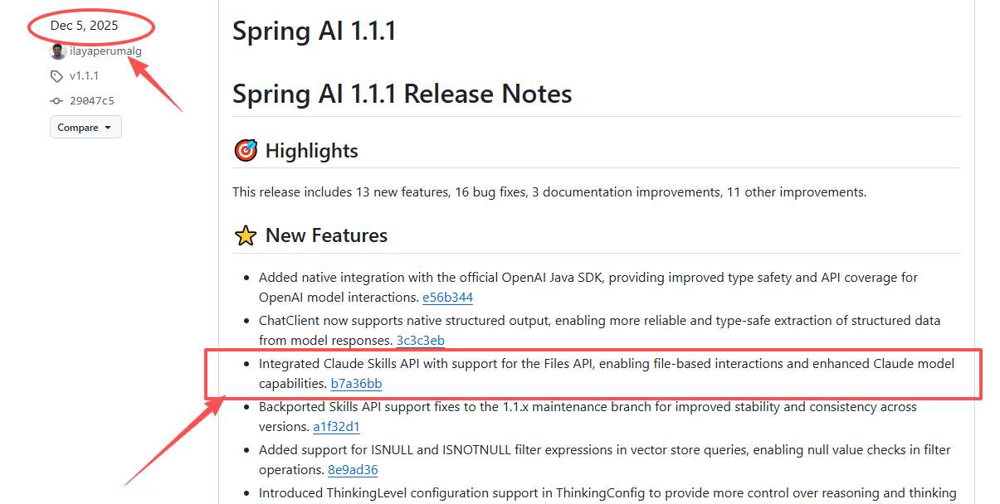 Dec 5, 2025
ilayaperumalg
v1.1.1
29047c5
Compare
Spring AI 1.1.1
Spring AI 1.1.1 Release Notes
Highlights
This release includes 13 new features, 16 bug fixes, 3 documentation improvements, 11 other improvements.
New Features
Added native integration with the official OpenAI Java SDK, providing improved type safety and API coverage for
OpenAI model interactions. e56b344
ChatClient now supports native structured output, enabling more reliable and type-safe extraction of structured data
from model responses. 3c3c3eb
Integrated Claude Skills API with support for the Files API, enabling file-based interactions and enhanced Claude model
capabilities. b7a36bb
Backported Skills API support fixes to the 1.1.x maintenance branch for improved stability and consistency across
versions. a1f32d1
Added support for ISNULL and ISNOTNULL filter expressions in vector store queries, enabling null value checks in filter
operations. 8e9ad36
Introduced ThinkingLevel configuration support in ThinkingConfig to provide more control over reasoning and thinking